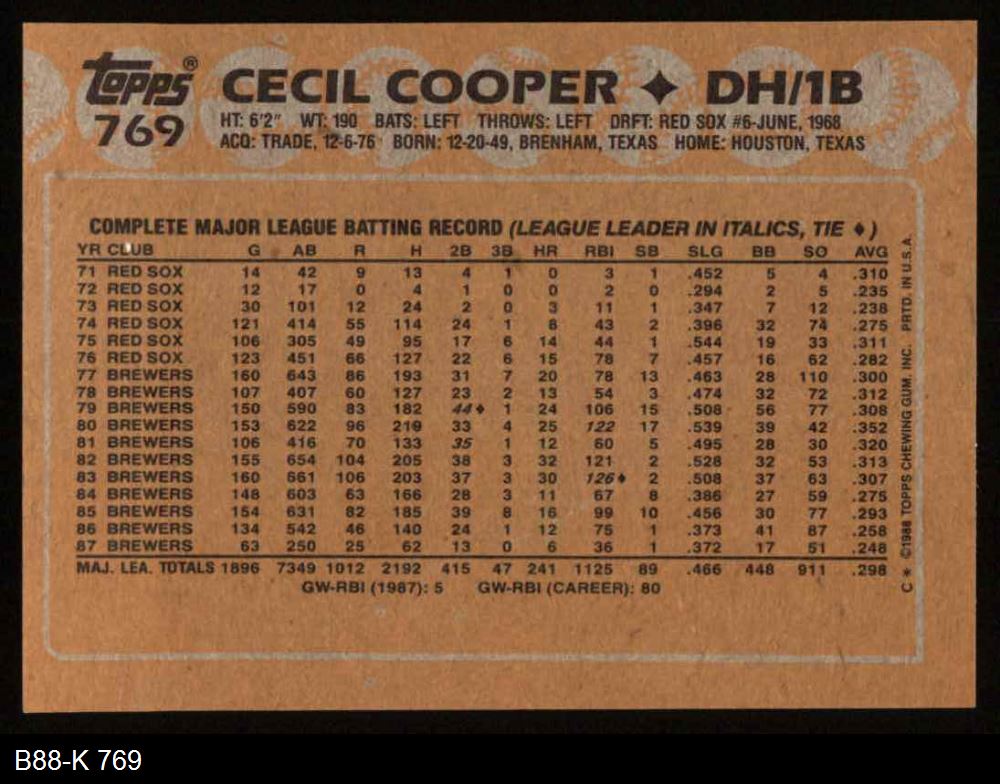 topps® CECIL COOPER ♦ DH/1B
769 HT: 6'2" WT: 190 BATS: LEFT THROWS: LEFT DRFT: RED SOX #6-JUNE, 1968
ACQ: TRADE, 12-6-76 BORN: 12-20-49, BRENHAM, TEXAS HOME: HOUSTON, TEXAS
COMPLETE MAJOR LEAGUE BATTING RECORD (LEAGUE LEADER IN ITALICS, TIE ♦)
YR CLUB G AB R H 2B 3B HR RBI SB SLG BB SO AVG
71 RED SOX 14 42 9 13 4 1 0 3 1 .452 5 4 .310
72 RED SOX 12 17 0 4 1 0 0 2 0 .294 2 5 .235
73 RED SOX 30 101 12 24 2 0 3 11 1 .347 7 12 .238
74 RED SOX 121 414 55 114 24 1 8 43 2 .396 32 74 .275
75 RED SOX 106 305 49 95 17 6 14 44 1 .544 19 33 .311
76 RED SOX 123 451 66 127 22 6 15 78 7 .457 16 62 .282
77 BREWERS 160 643 86 193 31 7 20 78 13 .463 28 110 .300
78 BREWERS 107 407 60 127 23 2 13 54 3 .474 32 72 .312
79 BREWERS 150 590 83 182 44♦ 1 24 106 15 .508 56 77 .308
80 BREWERS 153 622 96 219 33 4 25 122 17 .539 39 42 .352
81 BREWERS 106 416 70 133 35 1 12 60 5 .495 28 30 .320
82 BREWERS 155 654 104 205 38 3 32 121 2 .528 32 53 .313
83 BREWERS 160 661 106 203 37 3 30 126♦ 2 .508 37 63 .307
84 BREWERS 148 603 63 166 28 3 11 67 8 .386 27 59 .275
85 BREWERS 154 631 82 185 39 8 16 99 10 .456 30 77 .293
86 BREWERS 134 542 46 140 24 1 12 75 1 .373 41 87 .258
87 BREWERS 63 250 25 62 13 0 6 36 1 .372 17 51 .248
MAJ. LEA. TOTALS 1896 7349 1012 2192 415 47 241 1125 89 .466 448 911 .298
GW-RBI (1987): 5 GW-RBI (CAREER): 80
C * ©1988 TOPPS CHEWING GUM, INC. PRTD. IN U.S.A.
B88-K 769